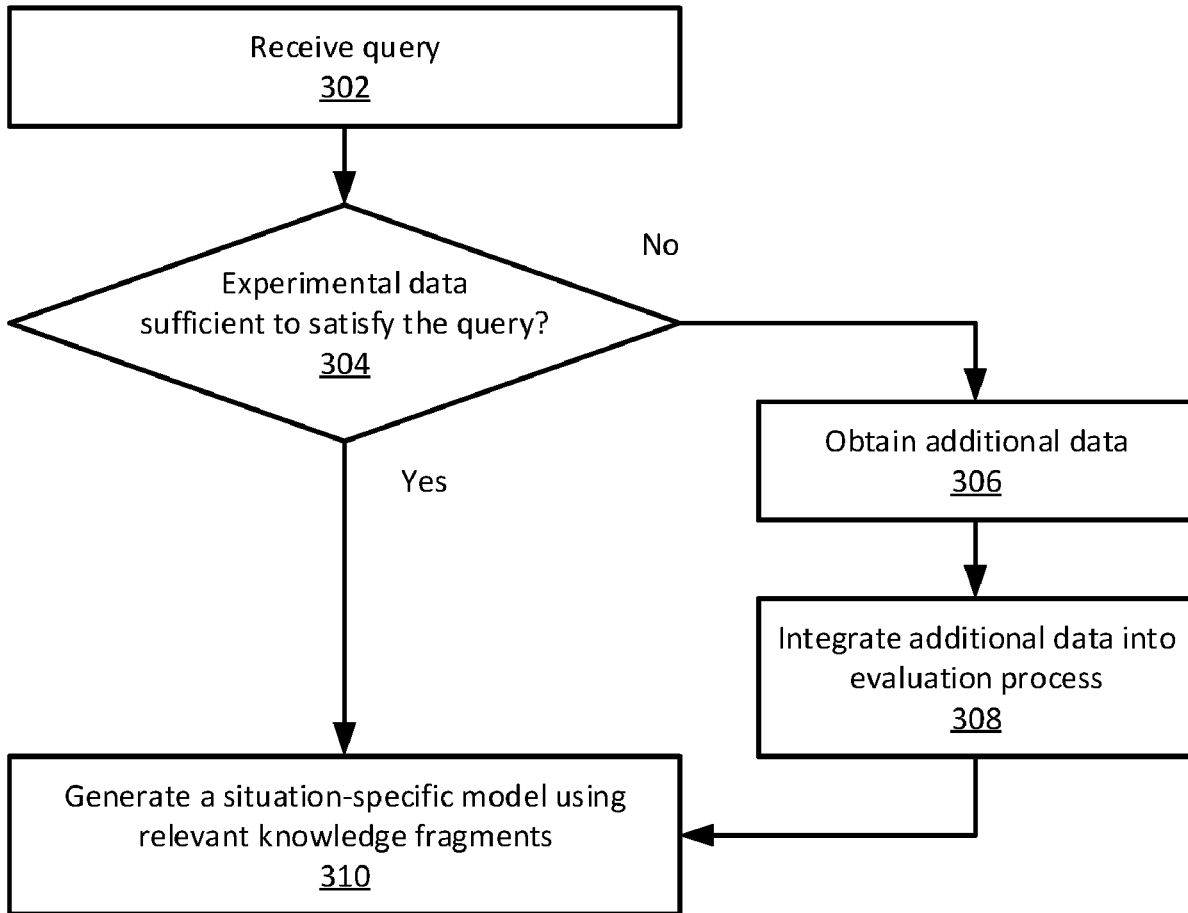 Receive query
302
No
Experimental data
sufficient to satisfy the query?
304
Obtain additional data
306
Yes
Integrate additional data into
evaluation process
308
Generate a situation-specific model using
relevant knowledge fragments
310